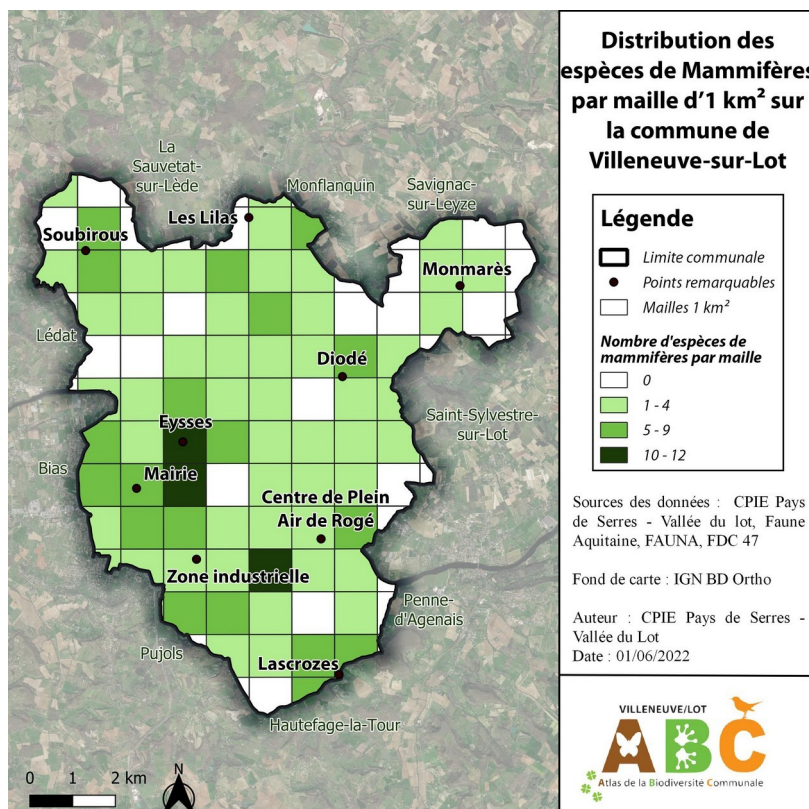 Distribution des
espèces de Mammifères
par maille d'1 km² sur
la commune de
Villeneuve-sur-Lot
Légende
Limite communale
Points remarquables
Mailles 1 km²
Nombre d'espèces de
mammifères par maille
0
1 - 4
5 - 9
10 - 12
Sources des données : CPIE Pays
de Serres - Vallée du lot, Faune
Aquitaine, FAUNA, FDC 47
Fond de carte : IGN BD Ortho
Auteur : CPIE Pays de Serres -
Vallée du Lot
Date : 01/06/2022
VILLENEUVE/LOT
ABC
Atlas de la Biodiversité Communale
La
Sauvetat-
sur-Lède
Monflanquin
Savignac-
sur-Leyze
Les Lilas
Soubirous
Monmarès
Lédat
Diodé
Saint-Sylvestre-
sur-Lot
Eysses
Bias
Mairie
Centre de Plein
Air de Rogé
Zone industrielle
Penne-
d'Agenais
Pujols
Lascrozes
Hautefage-la-Tour
0 1 2 km
N